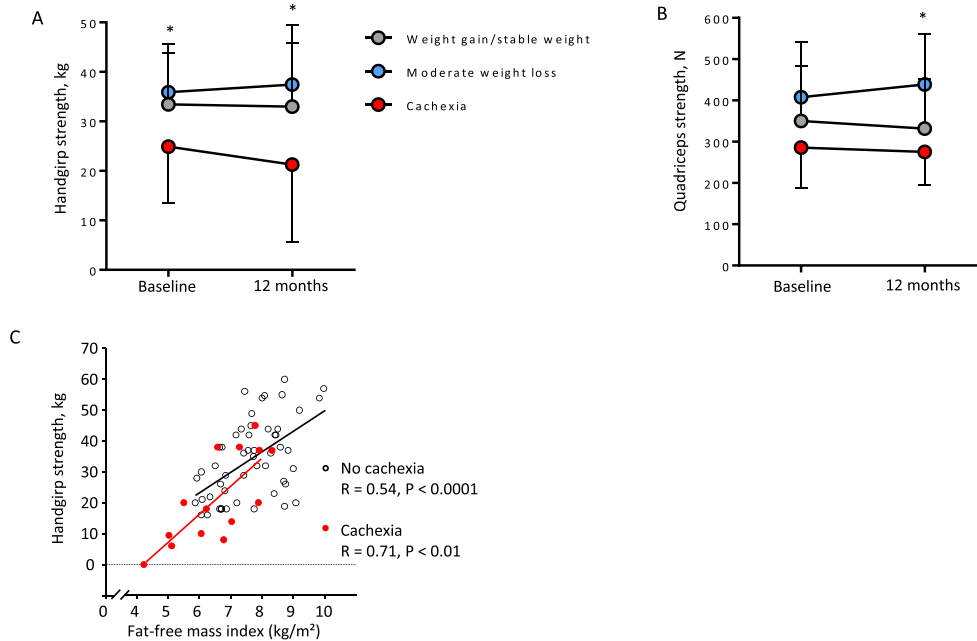 A
Handgirp strength, kg
50
40
30
20
10
0
*
*
Baseline
12 months
Weight gain/stable weight
Moderate weight loss
Cachexia
B
Quadriceps strength, N
600
500
400
300
200
100
0
*
Baseline
12 months
C
Handgirp strength, kg
70
60
50
40
30
20
10
0
0 4 5 6 7 8 9 10
Fat-free mass index (kg/m²)
No cachexia
R = 0.54, P < 0.0001
Cachexia
R = 0.71, P < 0.01